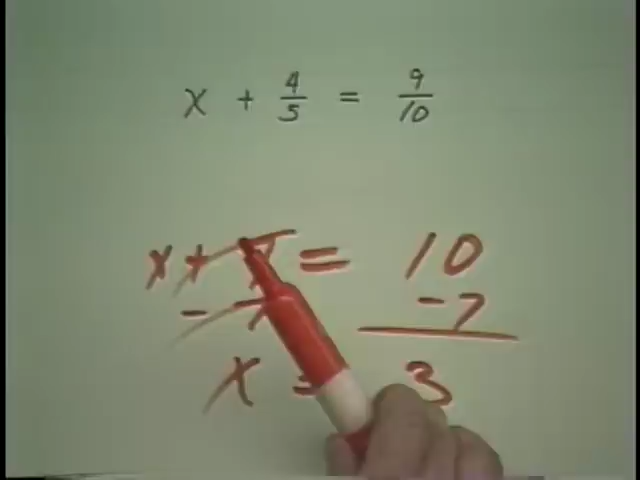 x + 4/5 = 9/10
x + 7 = 10
- 7 -7
x = 3